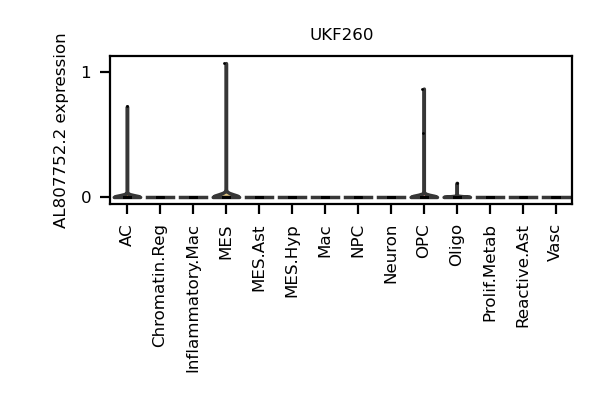 UKF260
AL807752.2 expression
1
0
AC
Chromatin.Reg
Inflammatory.Mac
MES
MES.Ast
MES.Hyp
Mac
NPC
Neuron
OPC
Oligo
Prolif.Metab
Reactive.Ast
Vasc